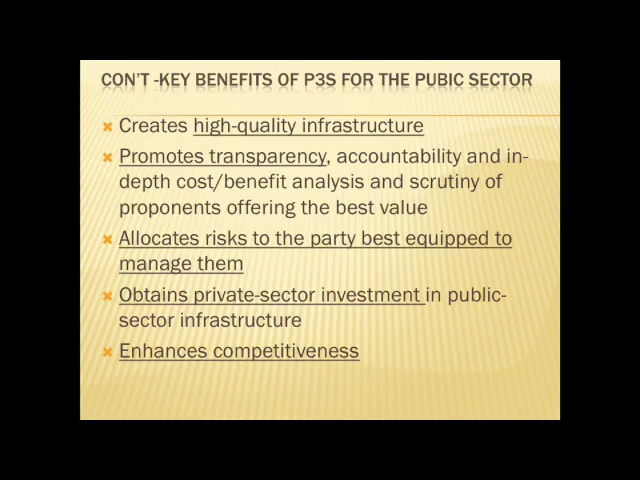 CON'T -KEY BENEFITS OF P3S FOR THE PUBIC SECTOR
Creates high-quality infrastructure
Promotes transparency, accountability and in-
depth cost/benefit analysis and scrutiny of
proponents offering the best value
Allocates risks to the party best equipped to
manage them
Obtains private-sector investment in public-
sector infrastructure
Enhances competitiveness